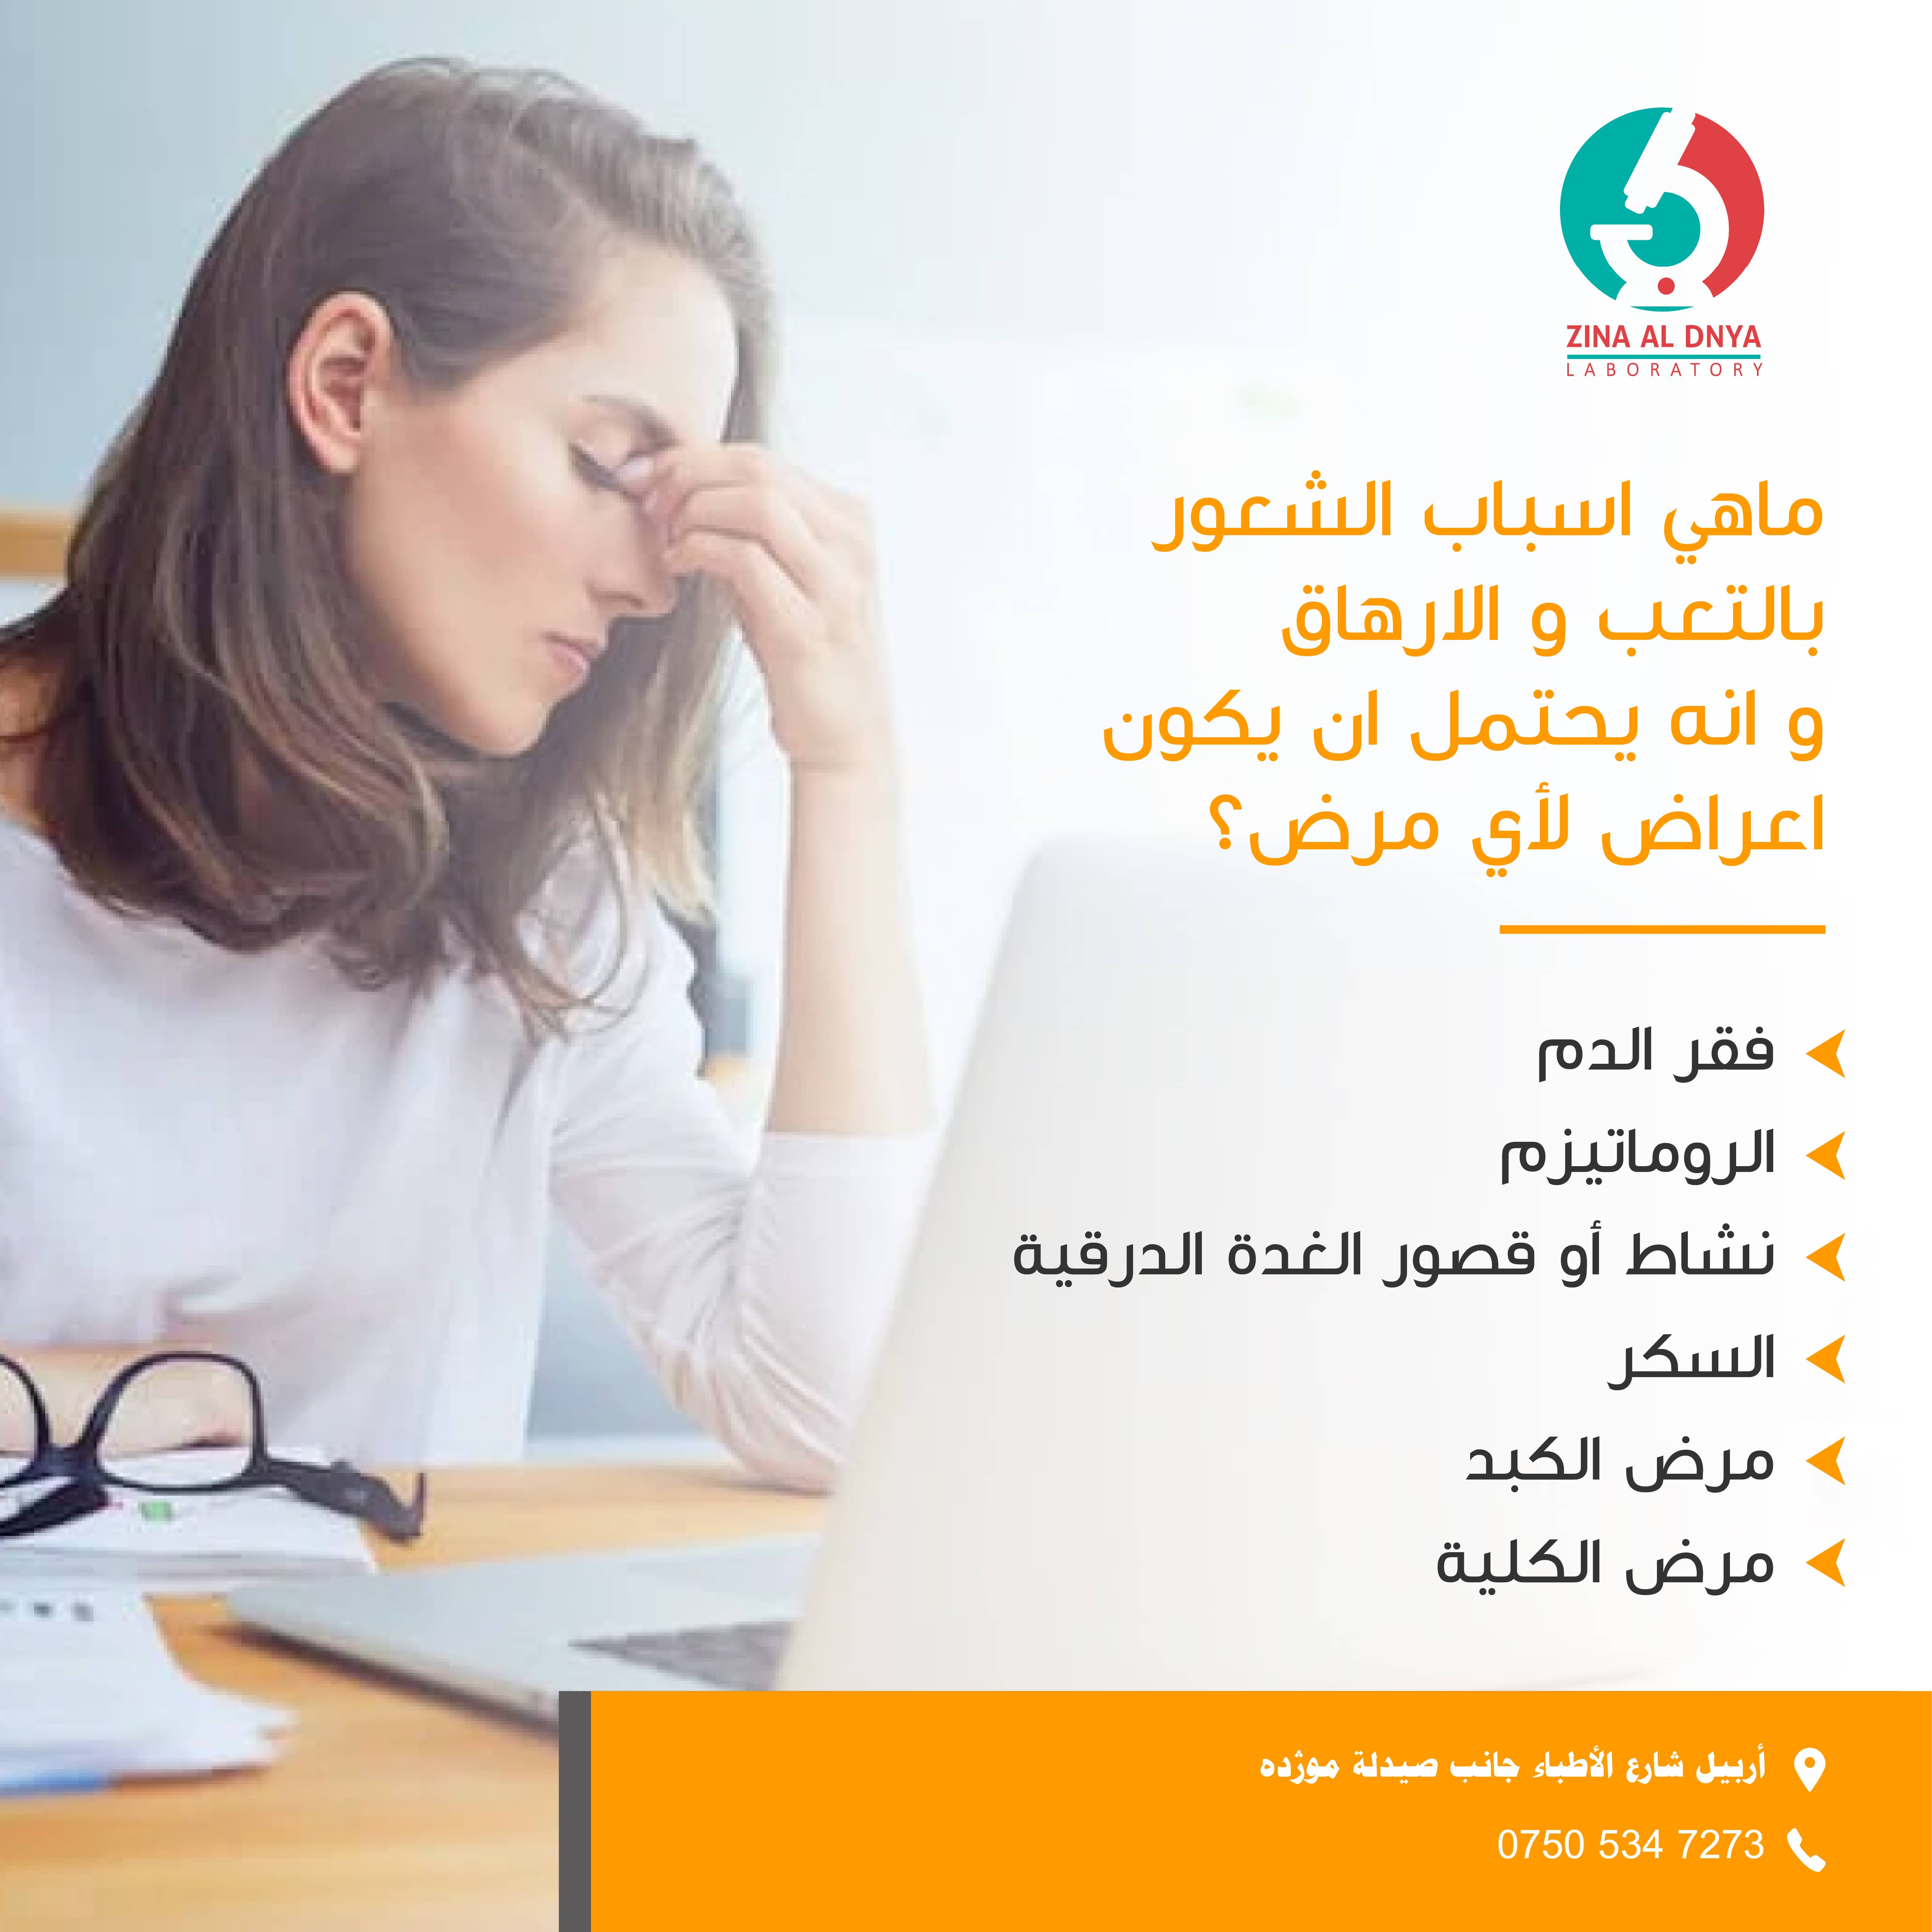 ZINA AL DNYA
LABORATORY
ماهي اسباب الشعور
بالتعب و الارهاق
و انه يحتمل ان يكون
اعراض لأي مرض؟
فقر الدم
الروماتيزم
نشاط أو قصور الغدة الدرقية
السكر
مرض الكبد
مرض الكلية
أربيل شارع الأطباء جانب صيدلة موژده
0750 534 7273